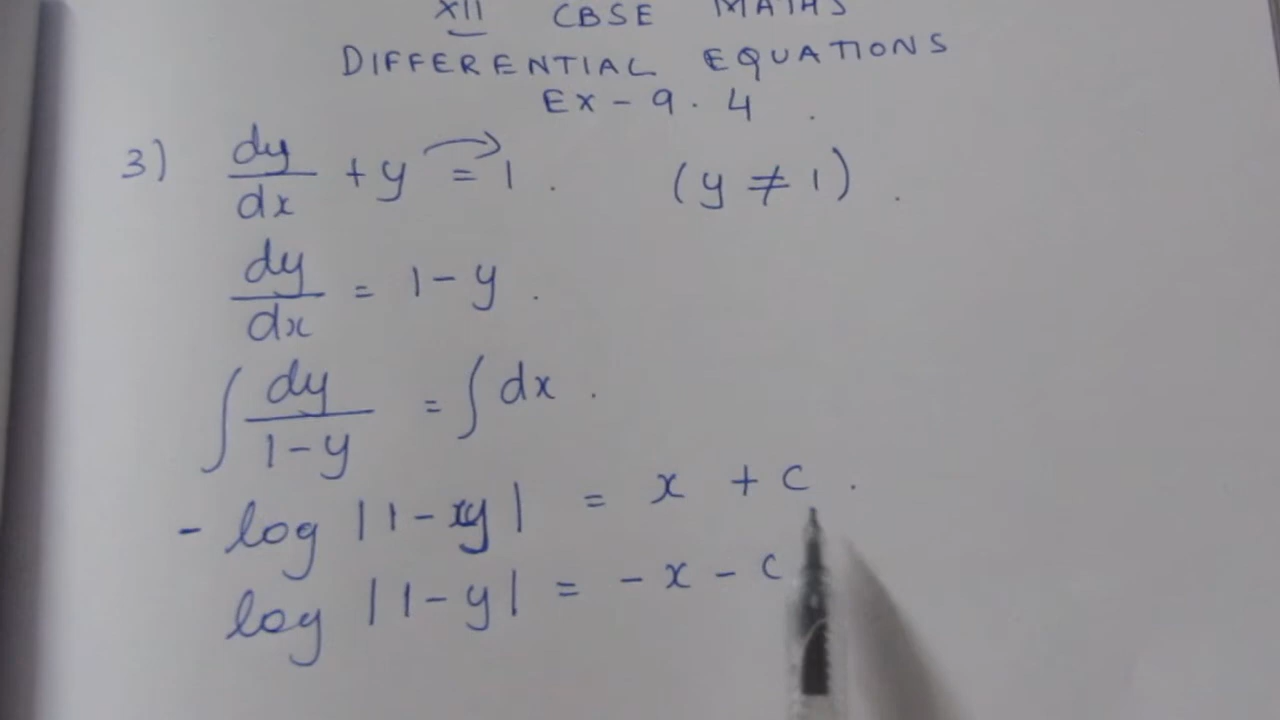 XII CBSE MATHS
DIFFERENTIAL EQUATIONS
Ex - 9.4
3) dy/dx + y = 1. (y ≠ 1).
dy/dx = 1 - y.
∫ dy/(1 - y) = ∫ dx.
- log |1 - y| = x + c.
log |1 - y| = - x - c